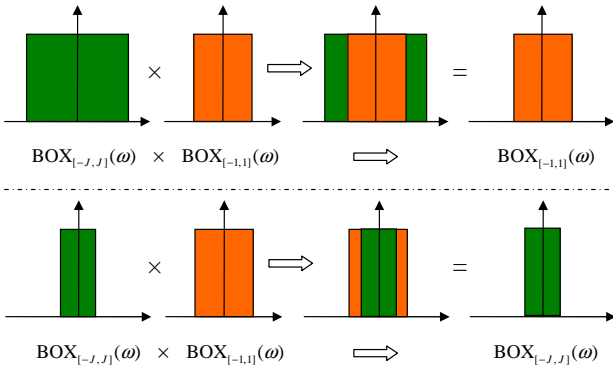 × =
BOX[-J,J](ω) × BOX[-1,1](ω) BOX[-1,1](ω)
× =
BOX[-J,J](ω) × BOX[-1,1](ω) BOX[-J,J](ω)